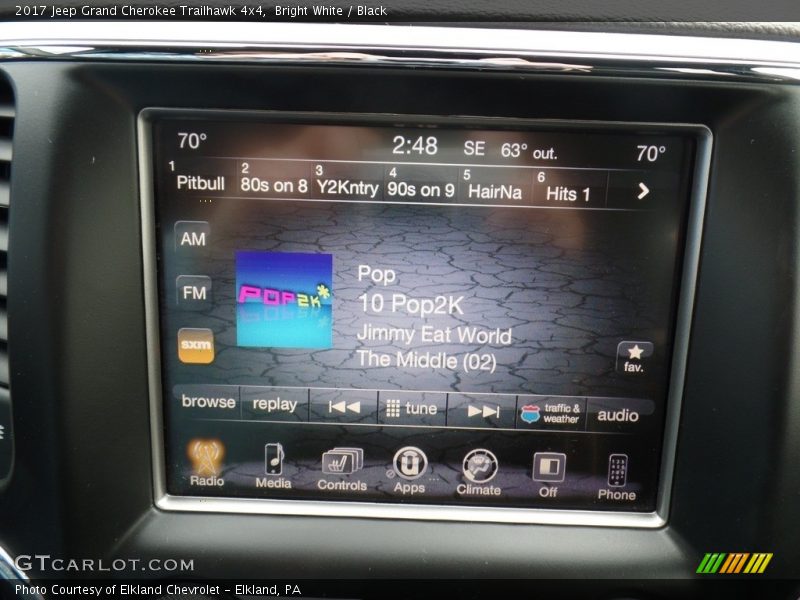 2017 Jeep Grand Cherokee Trailhawk 4x4, Bright White / Black
70° 2:48 SE 63° out. 70°
1 Pitbull 2 80s on 8 3 Y2Kntry 4 90s on 9 5 HairNa 6 Hits 1
AM
FM
sxm
POP2K*
Pop
10 Pop2K
Jimmy Eat World
The Middle (02)
fav.
browse replay tune traffic & weather audio
Radio Media Controls Apps Climate Off Phone
GTCARLOT.COM
Photo Courtesy of Elkland Chevrolet - Elkland, PA